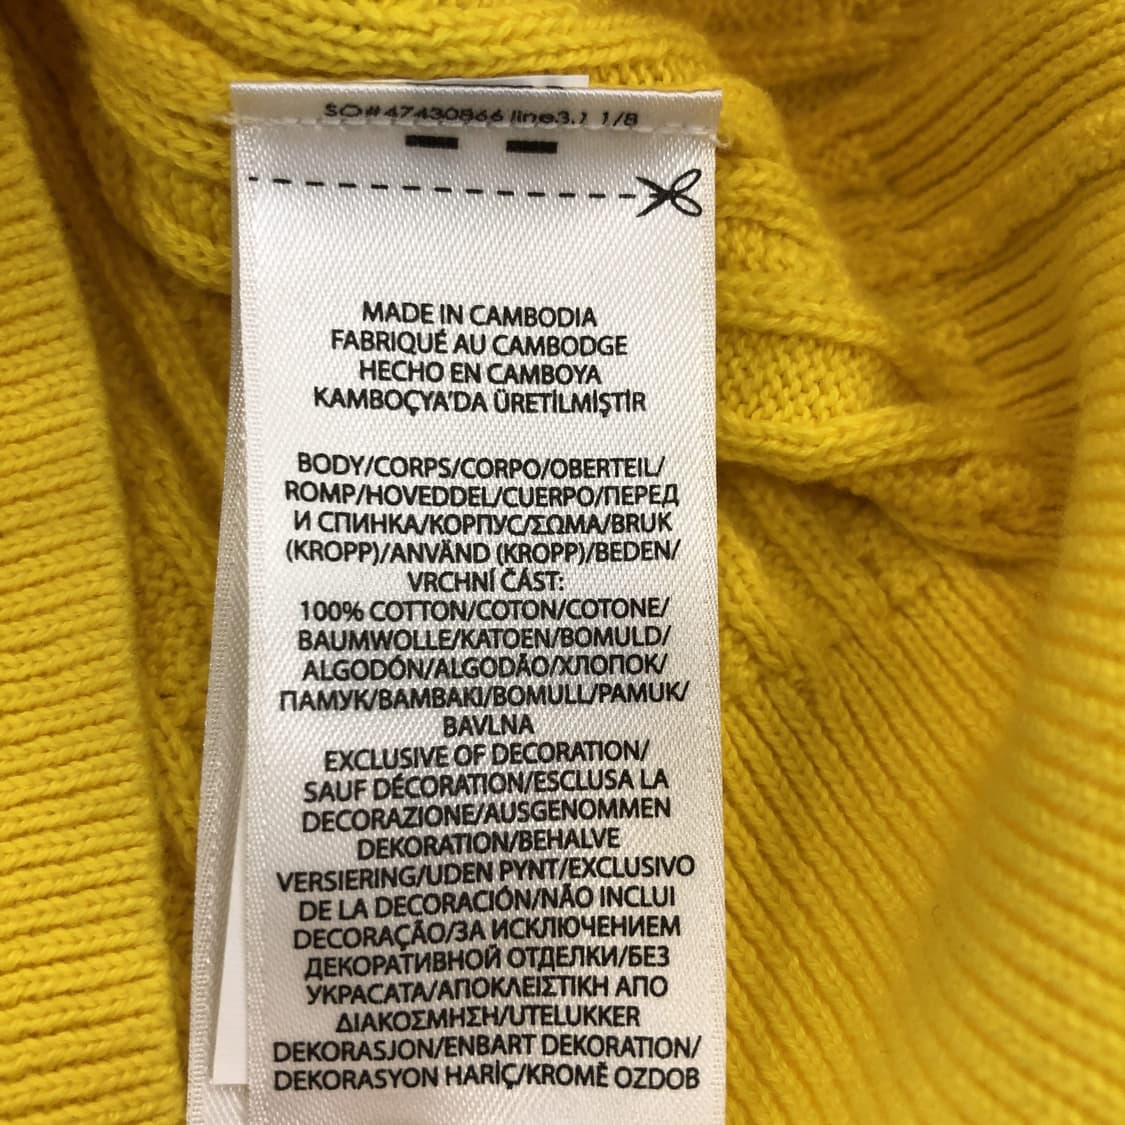 SO#47430866 line3.1 1/8
MADE IN CAMBODIA
FABRIQUÉ AU CAMBODGE
HECHO EN CAMBOYA
KAMBOÇYA'DA ÜRETİLMİŞTİR
BODY/CORPS/CORPO/OBERTEIL/
ROMP/HOVEDDEL/CUERPO/ПЕРЕД
И СПИНКА/КОРПУС/ΣΩΜΑ/BRUK
(KROPP)/ANVÄND (KROPP)/BEDEN/
VRCHNÍ ČÁST:
100% COTTON/COTON/COTONE/
BAUMWOLLE/KATOEN/BOMULD/
ALGODÓN/ALGODÃO/ХЛОПОК/
ПАМУК/BAMBAKI/BOMULL/PAMUK/
BAVLNA
EXCLUSIVE OF DECORATION/
SAUF DÉCORATION/ESCLUSA LA
DECORAZIONE/AUSGENOMMEN
DEKORATION/BEHALVE
VERSIERING/UDEN PYNT/EXCLUSIVO
DE LA DECORACIÓN/NÃO INCLUI
DECORAÇÃO/ЗА ИСКЛЮЧЕНИЕМ
ДЕКОРАТИВНОЙ ОТДЕЛКИ/БЕЗ
УКРАСАТА/ΑΠΟΚΛΕΙΣΤΙΚΗ ΑΠΟ
ΔΙΑΚΟΣΜΗΣΗ/UTELUKKER
DEKORASJON/ENBART DEKORATION/
DEKORASYON HARİÇ/KROMĚ OZDOB